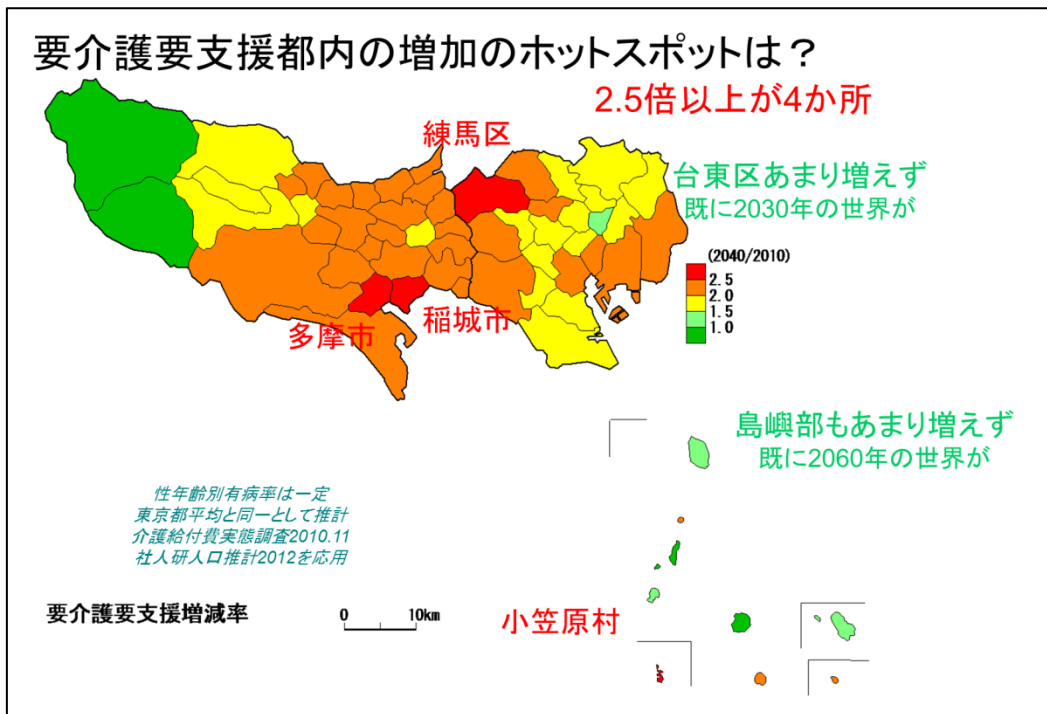 要介護要支援都内の増加のホットスポットは？
2.5倍以上が4か所
練馬区
台東区あまり増えず
既に2030年の世界が
(2040/2010)
2.5
2.0
1.5
1.0
稲城市
多摩市
島嶼部もあまり増えず
既に2060年の世界が
性年齢別有病率は一定
東京都平均と同一として推計
介護給付費実態調査2010.11
社人研人口推計2012を応用
要介護要支援増減率
0 10km
小笠原村